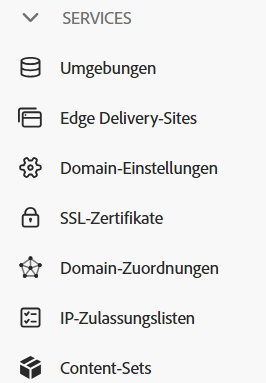 SERVICES
Umgebungen
Edge Delivery-Sites
Domain-Einstellungen
SSL-Zertifikate
Domain-Zuordnungen
IP-Zulassungslisten
Content-Sets